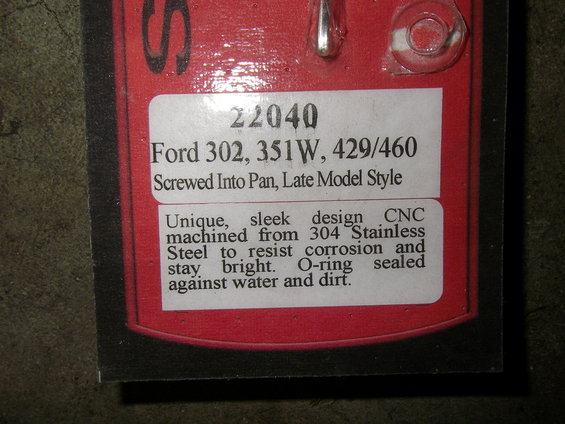 S
22040
Ford 302, 351W, 429/460
Screwed Into Pan, Late Model Style
Unique, sleek design CNC
machined from 304 Stainless
Steel to resist corrosion and
stay bright. O-ring sealed
against water and dirt.